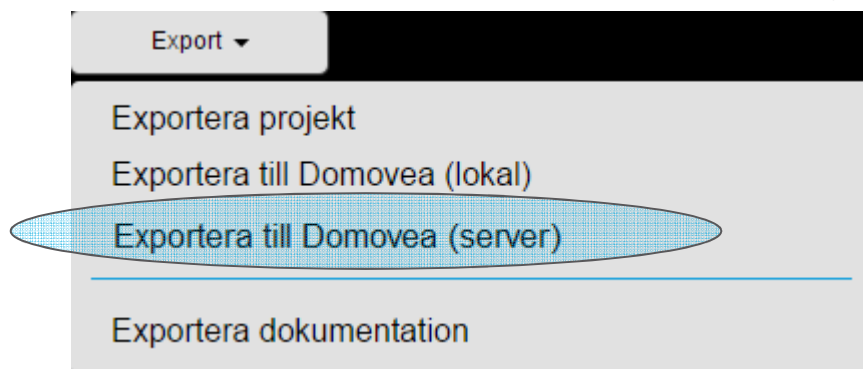 Export
Exportera projekt
Exportera till Domovea (lokal)
Exportera till Domovea (server)
Exportera dokumentation